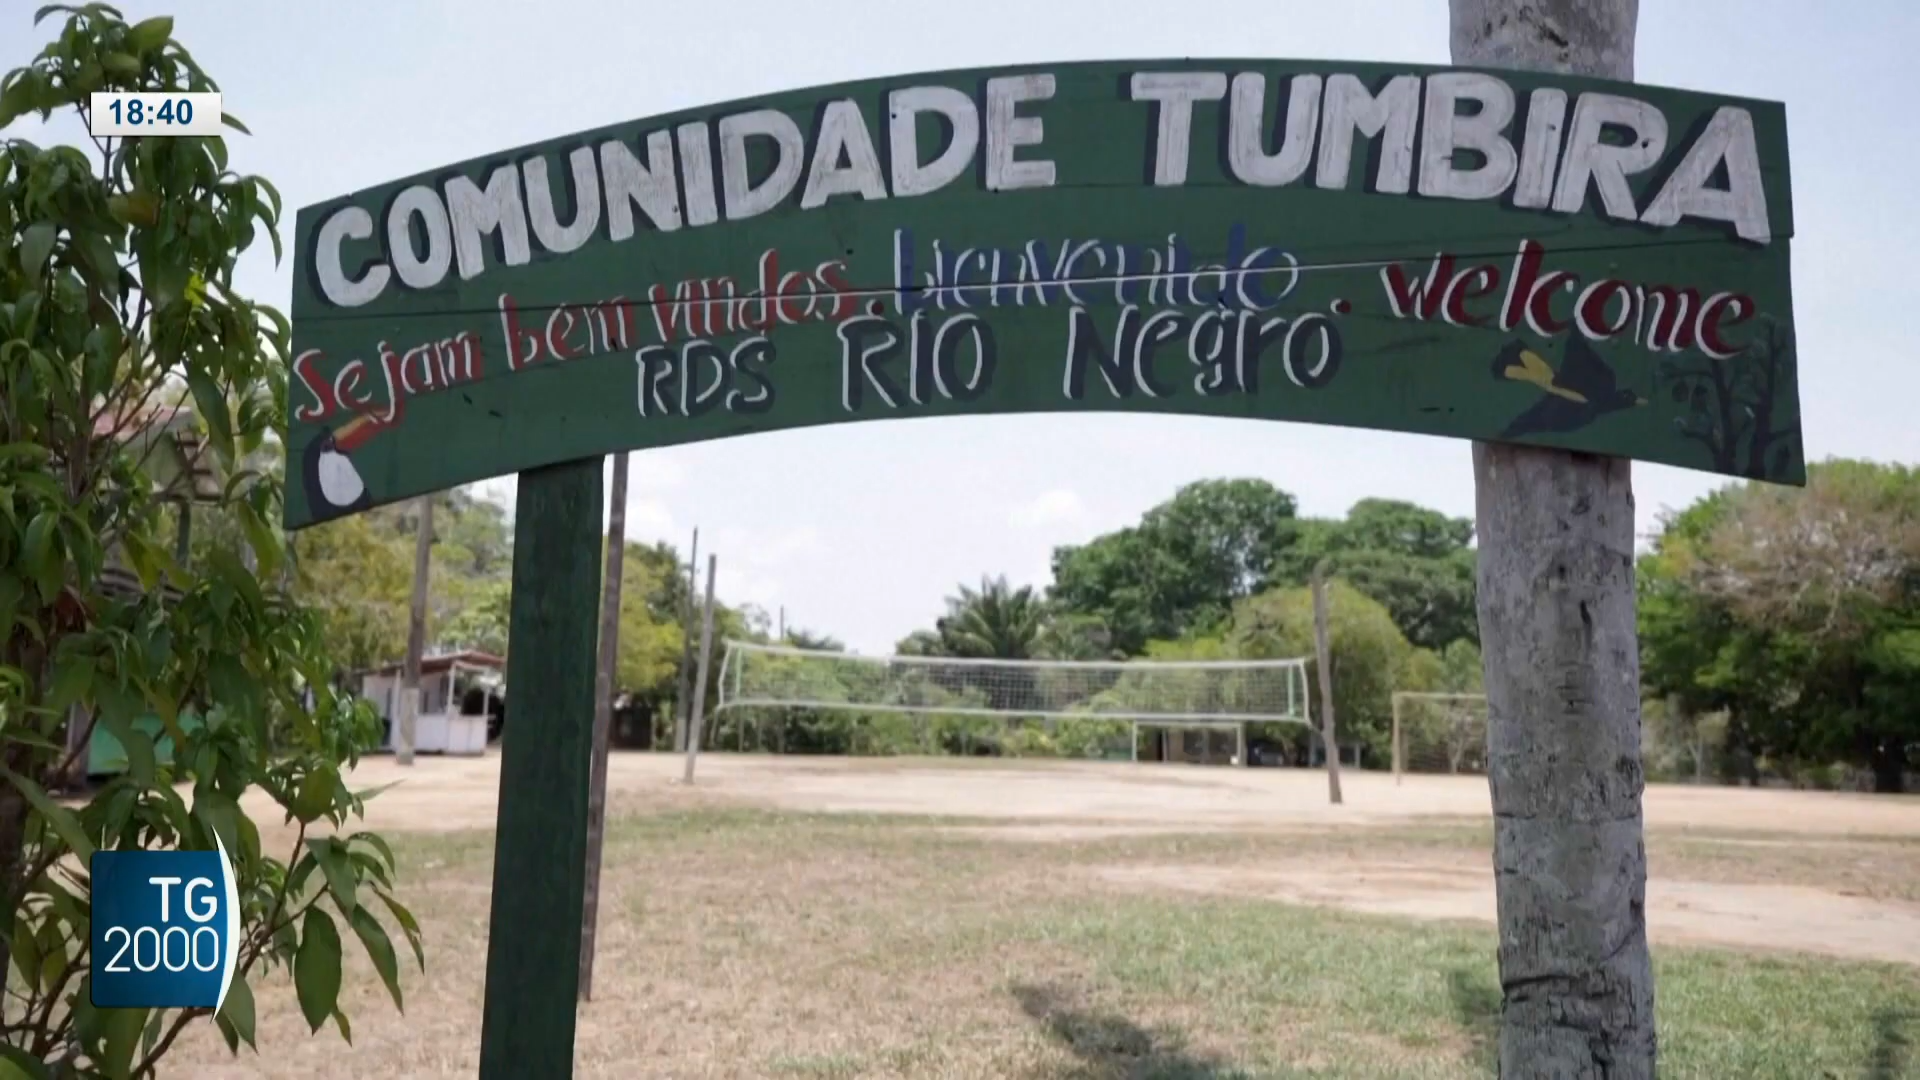 18:40
COMUNIDADE TUMBIRA
Sejam bem vindos. bienvenido. welcome
RDS RIO Negro
TG
2000